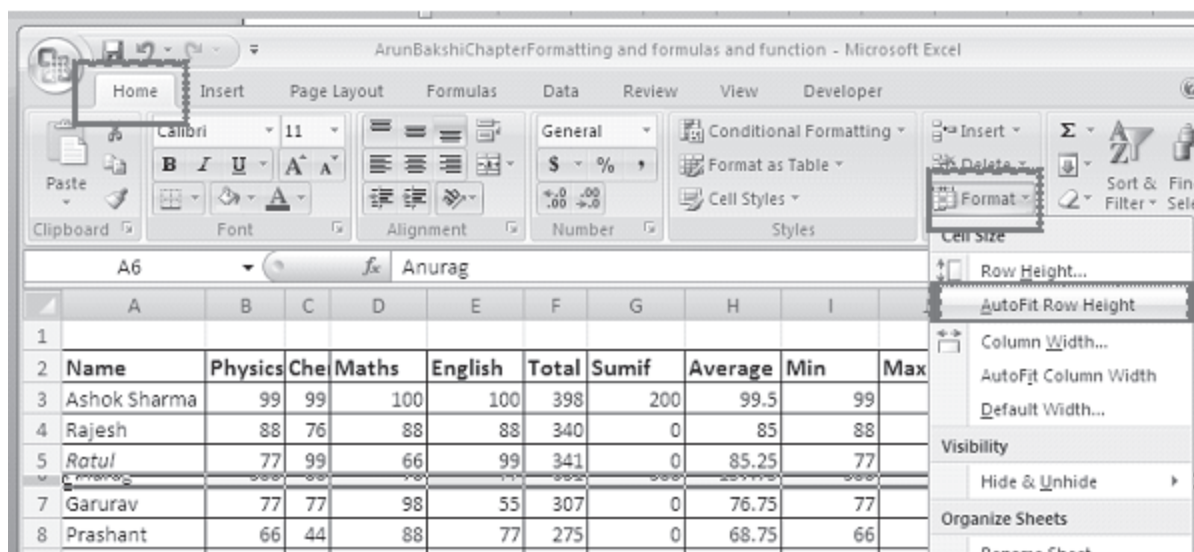 ArunBakshiChapterFormatting and formulas and function - Microsoft Excel
Home Insert Page Layout Formulas Data Review View Developer
Calibri 11 General Conditional Formatting Insert Σ
Paste B I U A A $ % , Format as Table Delete
A .00 .00 Cell Styles Format Sort & Filter Fin Sele
Clipboard Font Alignment Number Styles
A6 fx Anurag
Cell Size
Row Height...
AutoFit Row Height
Column Width...
AutoFit Column Width
Default Width...
Visibility
Hide & Unhide
Organize Sheets
A B C D E F G H I
1
2 Name Physics Che Maths English Total Sumif Average Min Max
3 Ashok Sharma 99 99 100 100 398 200 99.5 99
4 Rajesh 88 76 88 88 340 0 85 88
5 Ratul 77 99 66 99 341 0 85.25 77
7 Garurav 77 77 98 55 307 0 76.75 77
8 Prashant 66 44 88 77 275 0 68.75 66